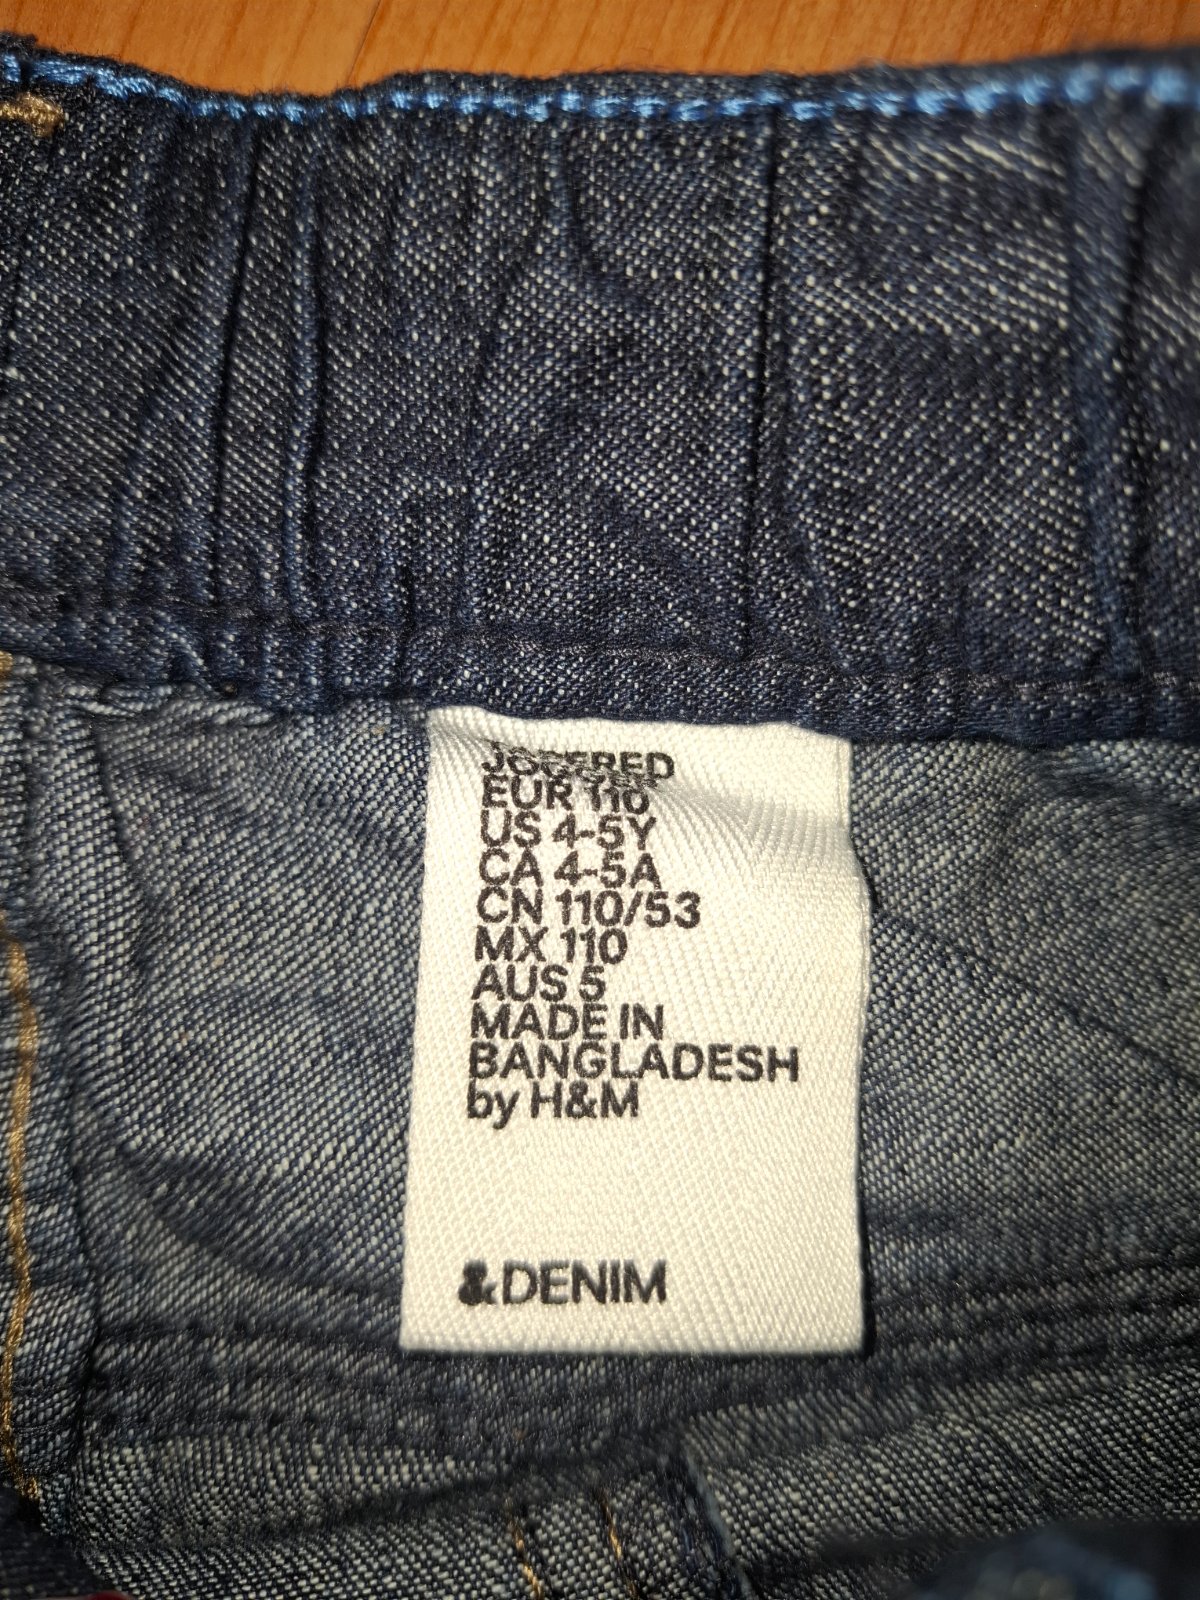 EUR 110
US 4-5Y
CA 4-5A
CN 110/53
MX 110
AUS 5
MADE IN
BANGLADESH
by H&M
&DENIM